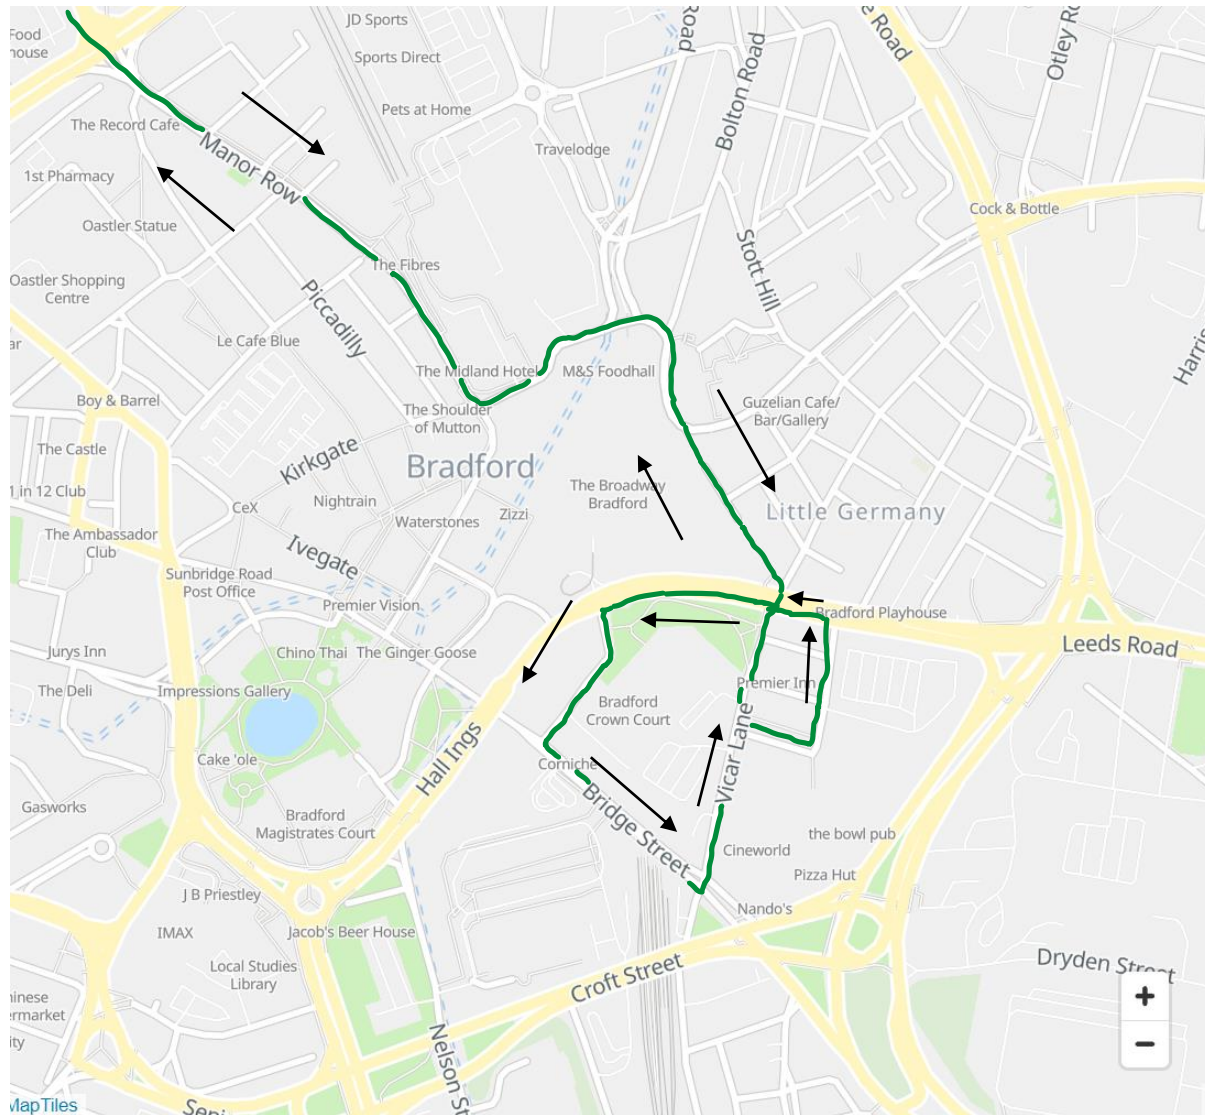 Food
house
JD Sports
Sports Direct
Pets at Home
Road
e Road
Otley Ro
Bolton Road
The Record Cafe
Manor Row
Travelodge
1st Pharmacy
Oastler Statue
Cock & Bottle
Stott Hill
The Fibres
Oastler Shopping
Centre
Piccadilly
Le Cafe Blue
ar
Harris
The Midland Hotel
M&S Foodhall
Boy & Barrel
The Shoulder
of Mutton
Guzelian Cafe/
Bar/Gallery
The Castle
Kirkgate
Bradford
1 in 12 Club
Nightrain
The Broadway
Bradford
CeX
Waterstones
Zizzi
Little Germany
The Ambassador
Club
Ivegate
Sunbridge Road
Post Office
Premier Vision
Bradford Playhouse
Leeds Road
Jurys Inn
Chino Thai
The Ginger Goose
The Deli
Impressions Gallery
Premier Inn
Bradford
Crown Court
Cake 'ole
Hall Ings
Corniche
Vicar Lane
Gasworks
Bradford
Magistrates Court
Bridge Street
the bowl pub
Cineworld
Pizza Hut
J B Priestley
Nando's
IMAX
Jacob's Beer House
Local Studies
Library
Croft Street
Dryden Street
hinese
ermarket
ity
+
−
Nelson St
MapTiles